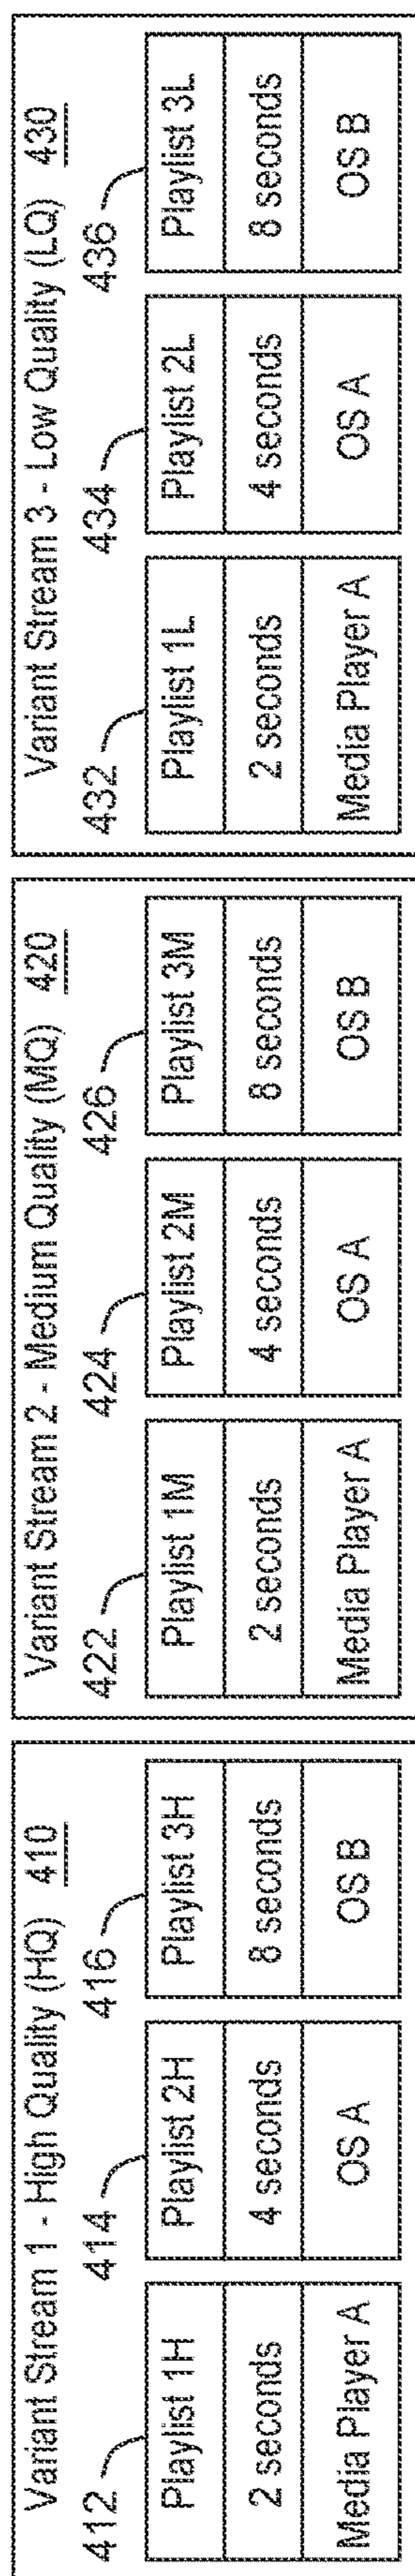 Variant Stream 1 - High Quality (HQ) 410
412
414
416
Playlist 1H
2 seconds
Media Player A
Playlist 2H
4 seconds
OS A
Playlist 3H
8 seconds
OS B
Variant Stream 2 - Medium Quality (MQ) 420
422
424
426
Playlist 1M
2 seconds
Media Player A
Playlist 2M
4 seconds
OS A
Playlist 3M
8 seconds
OS B
Variant Stream 3 - Low Quality (LQ) 430
432
434
436
Playlist 1L
2 seconds
Media Player A
Playlist 2L
4 seconds
OS A
Playlist 3L
8 seconds
OS B